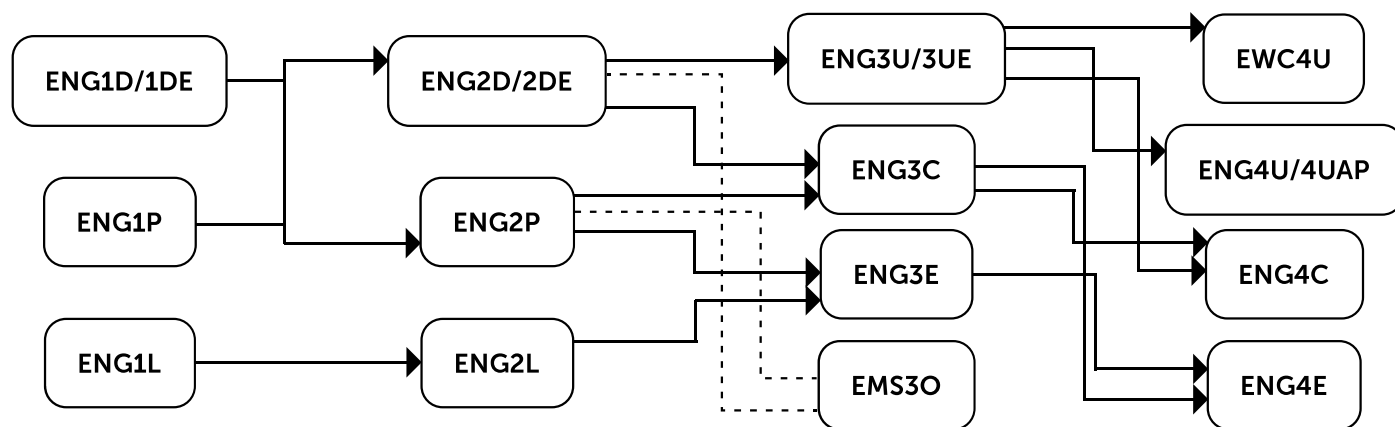 ENG1D/1DE
ENG2D/2DE
ENG3U/3UE
EWC4U
ENG1P
ENG2P
ENG3C
ENG4U/4UAP
ENG3E
ENG4C
ENG1L
ENG2L
EMS3O
ENG4E